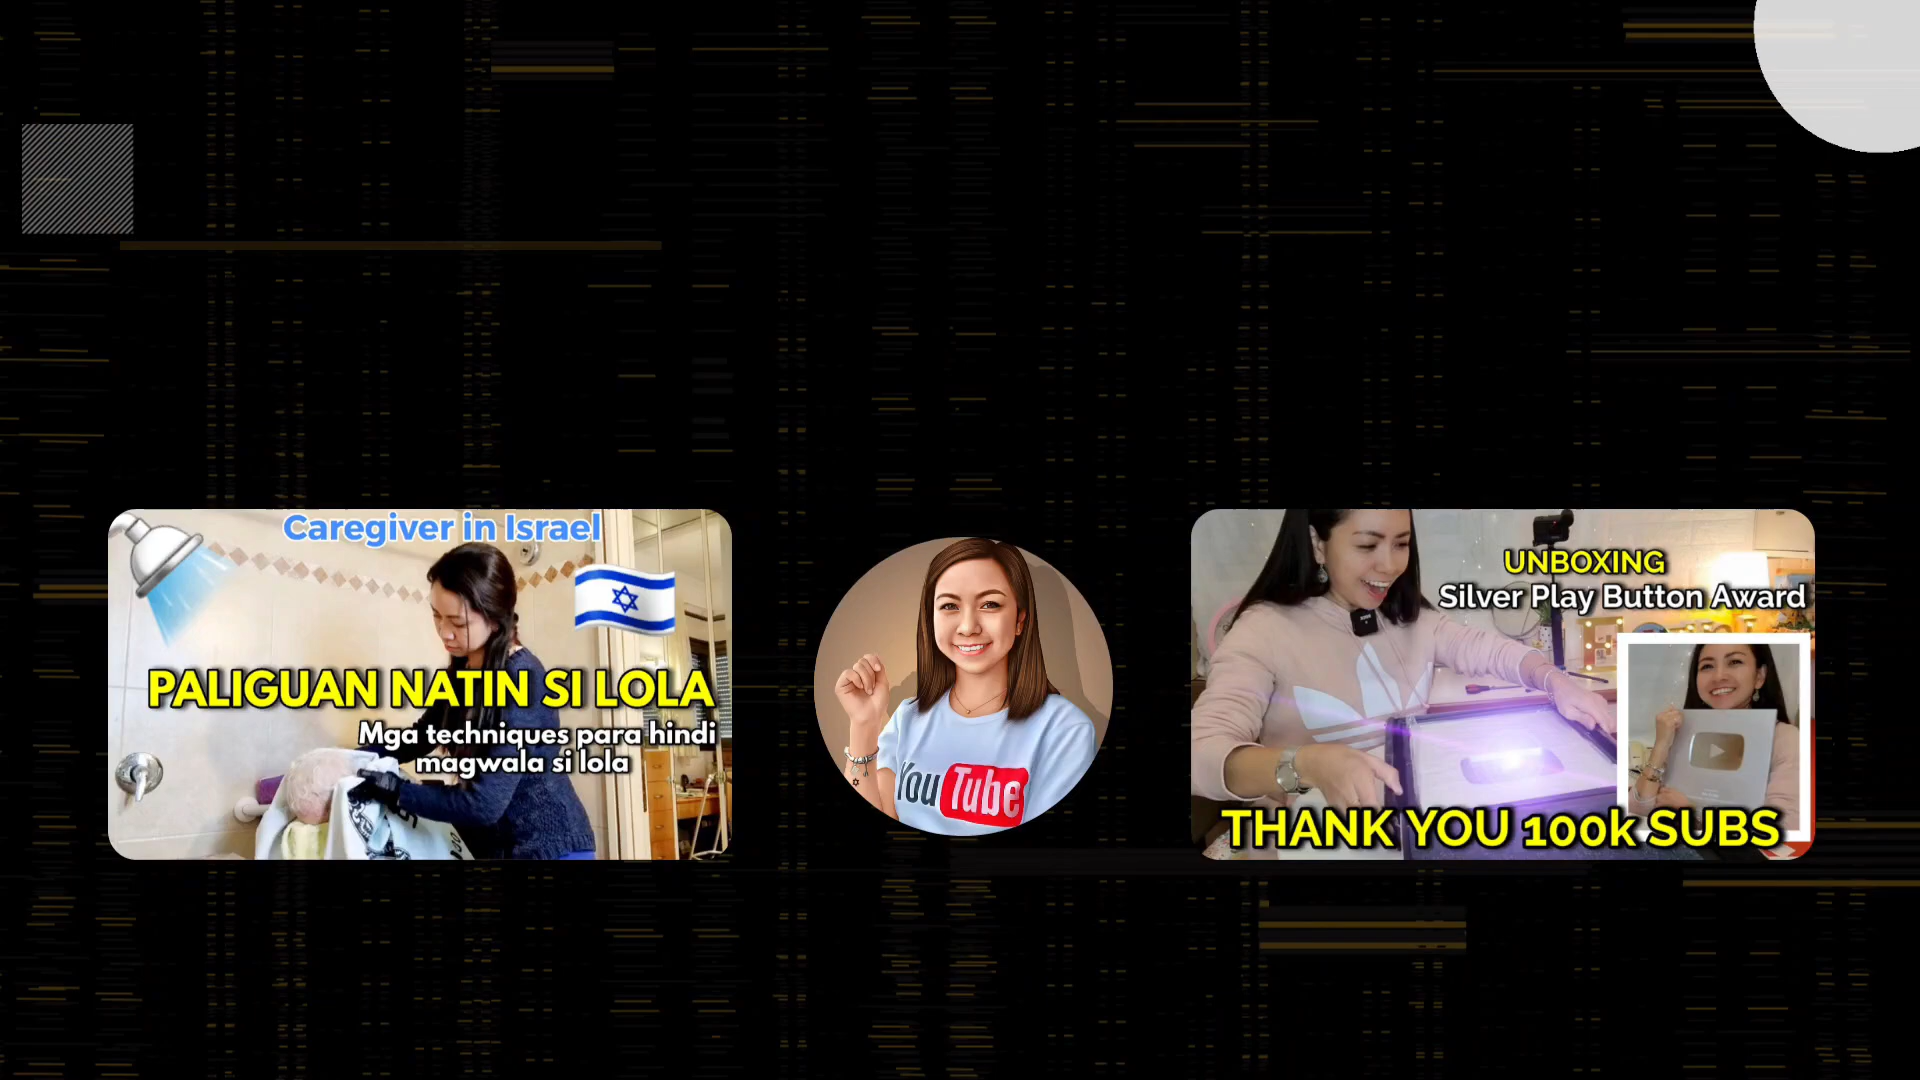 Caregiver in Israel
PALIGUAN NATIN SI LOLA
Mga techniques para hindi
magwala si lola
YouTube
UNBOXING
Silver Play Button Award
THANK YOU 100k SUBS